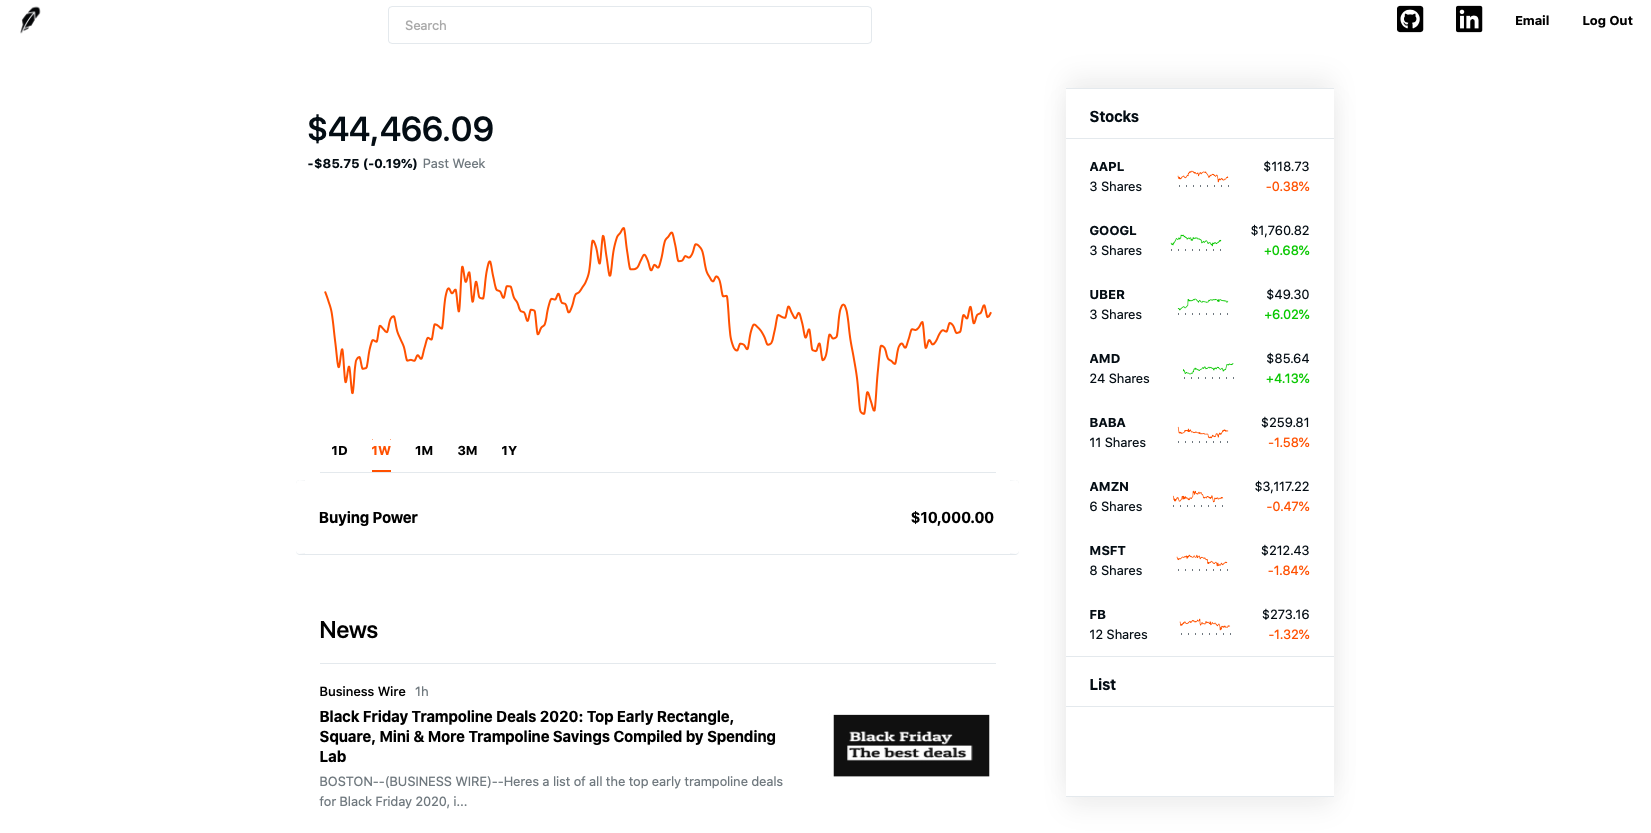 Search
Email
Log Out
$44,466.09
-$85.75 (-0.19%) Past Week
1D 1W 1M 3M 1Y
Buying Power $10,000.00
News
Business Wire 1h
Black Friday Trampoline Deals 2020: Top Early Rectangle,
Square, Mini & More Trampoline Savings Compiled by Spending
Lab
BOSTON--(BUSINESS WIRE)--Heres a list of all the top early trampoline deals
for Black Friday 2020, i...
Black Friday
The best deals
Stocks
AAPL $118.73
3 Shares -0.38%
GOOGL $1,760.82
3 Shares +0.68%
UBER $49.30
3 Shares +6.02%
AMD $85.64
24 Shares +4.13%
BABA $259.81
11 Shares -1.58%
AMZN $3,117.22
6 Shares -0.47%
MSFT $212.43
8 Shares -1.84%
FB $273.16
12 Shares -1.32%
List